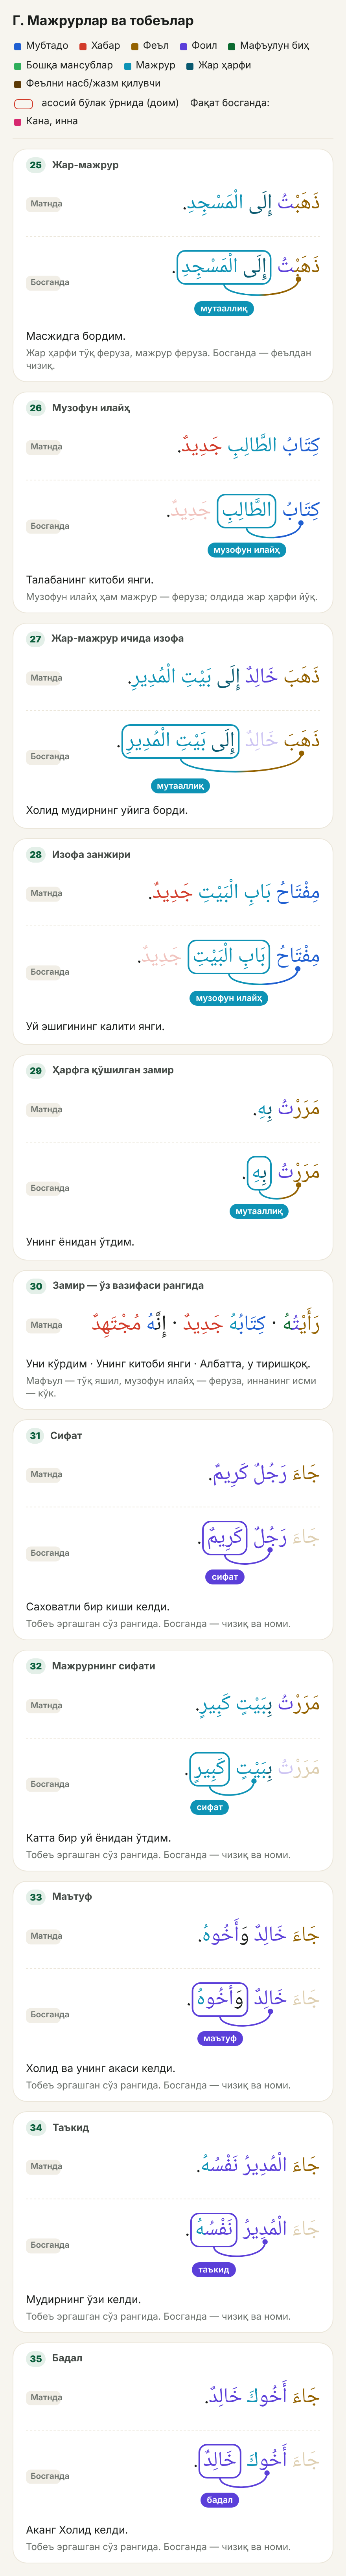 Г. Мажрурлар ва тобеълар
Мубтадо Хабар Феъл Фоил Мафъулун биҳ
Бошқа мансублар Мажрур Жар ҳарфи
Феълни насб/жазм қилувчи
асосий бўлак ўрнида (доим) Фақат босганда:
Кана, инна
25 Жар-мажрур
Матнда
ذَهَبْتُ إِلَى الْمَسْجِدِ.
Босганда
ذَهَبْتُ إِلَى الْمَسْجِدِ.
мутааллиқ
Масжидга бордим.
Жар ҳарфи тўқ феруза, мажрур феруза. Босганда — феълдан
чизиқ.
26 Музофун илайҳ
Матнда
كِتَابُ الطَّالِبِ جَدِيدٌ.
Босганда
كِتَابُ الطَّالِبِ جَدِيدٌ.
музофун илайҳ
Талабанинг китоби янги.
Музофун илайҳ ҳам мажрур — феруза; олдида жар ҳарфи йўқ.
27 Жар-мажрур ичида изофа
Матнда
ذَهَبَ خَالِدٌ إِلَى بَيْتِ الْمُدِيرِ.
Босганда
ذَهَبَ خَالِدٌ إِلَى بَيْتِ الْمُدِيرِ.
мутааллиқ
Холид мудирнинг уйига борди.
28 Изофа занжири
Матнда
مِفْتَاحُ بَابِ الْبَيْتِ جَدِيدٌ.
Босганда
مِفْتَاحُ بَابِ الْبَيْتِ جَدِيدٌ.
музофун илайҳ
Уй эшигининг калити янги.
29 Ҳарфга қўшилган замир
Матнда
مَرَرْتُ بِهِ.
Босганда
مَرَرْتُ بِهِ.
мутааллиқ
Унинг ёнидан ўтдим.
30 Замир — ўз вазифаси рангида
Матнда
رَأَيْتُهُ · كِتَابُهُ جَدِيدٌ · إِنَّهُ مُجْتَهِدٌ
Уни кўрдим · Унинг китоби янги · Албатта, у тиришқоқ.
Мафъул — тўқ яшил, музофун илайҳ — феруза, иннанинг исми
— кўк.
31 Сифат
Матнда
جَاءَ رَجُلٌ كَرِيمٌ.
Босганда
جَاءَ رَجُلٌ كَرِيمٌ.
сифат
Саховатли бир киши келди.
Тобеъ эргашган сўз рангида. Босганда — чизиқ ва номи.
32 Мажрурнинг сифати
Матнда
مَرَرْتُ بِبَيْتٍ كَبِيرٍ.
Босганда
مَرَرْتُ بِبَيْتٍ كَبِيرٍ.
сифат
Катта бир уй ёнидан ўтдим.
Тобеъ эргашган сўз рангида. Босганда — чизиқ ва номи.
33 Маътуф
Матнда
جَاءَ خَالِدٌ وَأَخُوهُ.
Босганда
جَاءَ خَالِدٌ وَأَخُوهُ.
маътуф
Холид ва унинг акаси келди.
Тобеъ эргашган сўз рангида. Босганда — чизиқ ва номи.
34 Таъкид
Матнда
جَاءَ الْمُدِيرُ نَفْسُهُ.
Босганда
جَاءَ الْمُدِيرُ نَفْسُهُ.
таъкид
Мудирнинг ўзи келди.
Тобеъ эргашган сўз рангида. Босганда — чизиқ ва номи.
35 Бадал
Матнда
جَاءَ أَخُوكَ خَالِدٌ.
Босганда
جَاءَ أَخُوكَ خَالِدٌ.
бадал
Аканг Холид келди.
Тобеъ эргашган сўз рангида. Босганда — чизиқ ва номи.